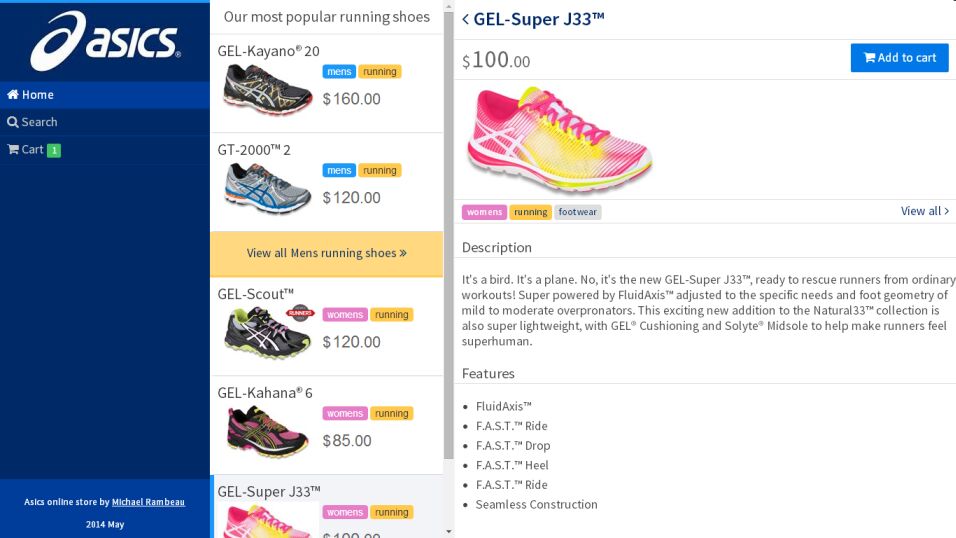 asics
Home
Search
Cart 1
Asics online store by Michael Rambeau
2014 May
Our most popular running shoes
GEL-Kayano® 20
mens running
$160.00
GT-2000™ 2
mens running
$120.00
View all Mens running shoes »
GEL-Scout™
RUNNERS
womens running
$120.00
GEL-Kahana® 6
womens running
$85.00
GEL-Super J33™
womens running
$100.00
< GEL-Super J33™
$100.00
Add to cart
womens running footwear
View all >
Description
It's a bird. It's a plane. No, it's the new GEL-Super J33™, ready to rescue runners from ordinary
workouts! Super powered by FluidAxis™ adjusted to the specific needs and foot geometry of
mild to moderate overpronators. This exciting new addition to the Natural33™ collection is
also super lightweight, with GEL® Cushioning and Solyte® Midsole to help make runners feel
superhuman.
Features
• FluidAxis™
• F.A.S.T.™ Ride
• F.A.S.T.™ Drop
• F.A.S.T.™ Heel
• F.A.S.T.™ Ride
• Seamless Construction